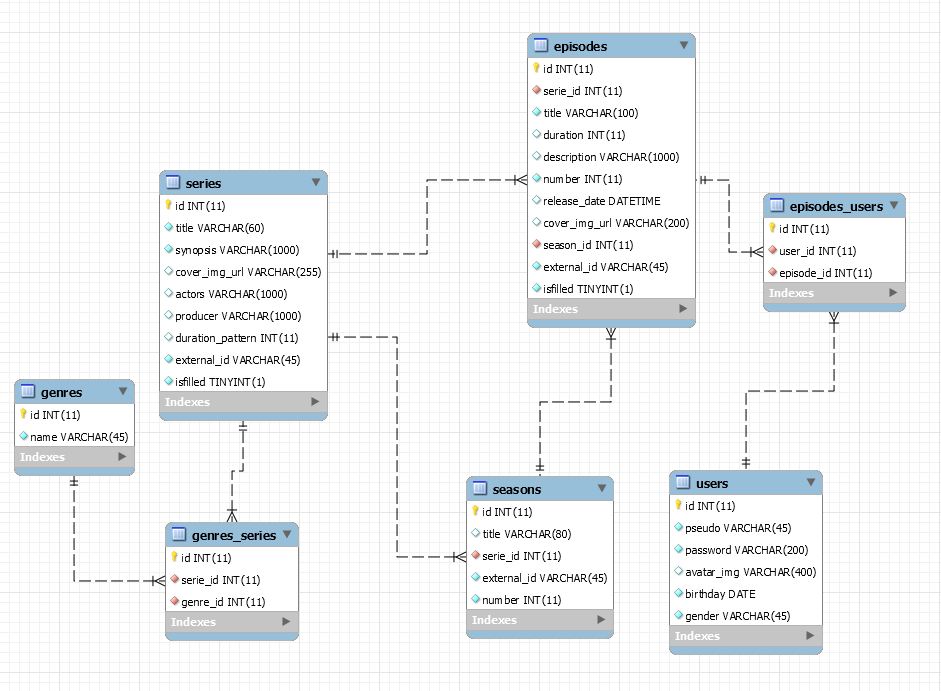 episodes
id INT(11)
serie_id INT(11)
title VARCHAR(100)
duration INT(11)
description VARCHAR(1000)
number INT(11)
release_date DATETIME
cover_img_url VARCHAR(200)
season_id INT(11)
external_id VARCHAR(45)
isfilled TINYINT(1)
Indexes
series
id INT(11)
title VARCHAR(60)
synopsis VARCHAR(1000)
cover_img_url VARCHAR(255)
actors VARCHAR(1000)
producer VARCHAR(1000)
duration_pattern INT(11)
external_id VARCHAR(45)
isfilled TINYINT(1)
Indexes
episodes_users
id INT(11)
user_id INT(11)
episode_id INT(11)
Indexes
genres
id INT(11)
name VARCHAR(45)
Indexes
genres_series
id INT(11)
serie_id INT(11)
genre_id INT(11)
Indexes
seasons
id INT(11)
title VARCHAR(80)
serie_id INT(11)
external_id VARCHAR(45)
number INT(11)
Indexes
users
id INT(11)
pseudo VARCHAR(45)
password VARCHAR(200)
avatar_img VARCHAR(400)
birthday DATE
gender VARCHAR(45)
Indexes